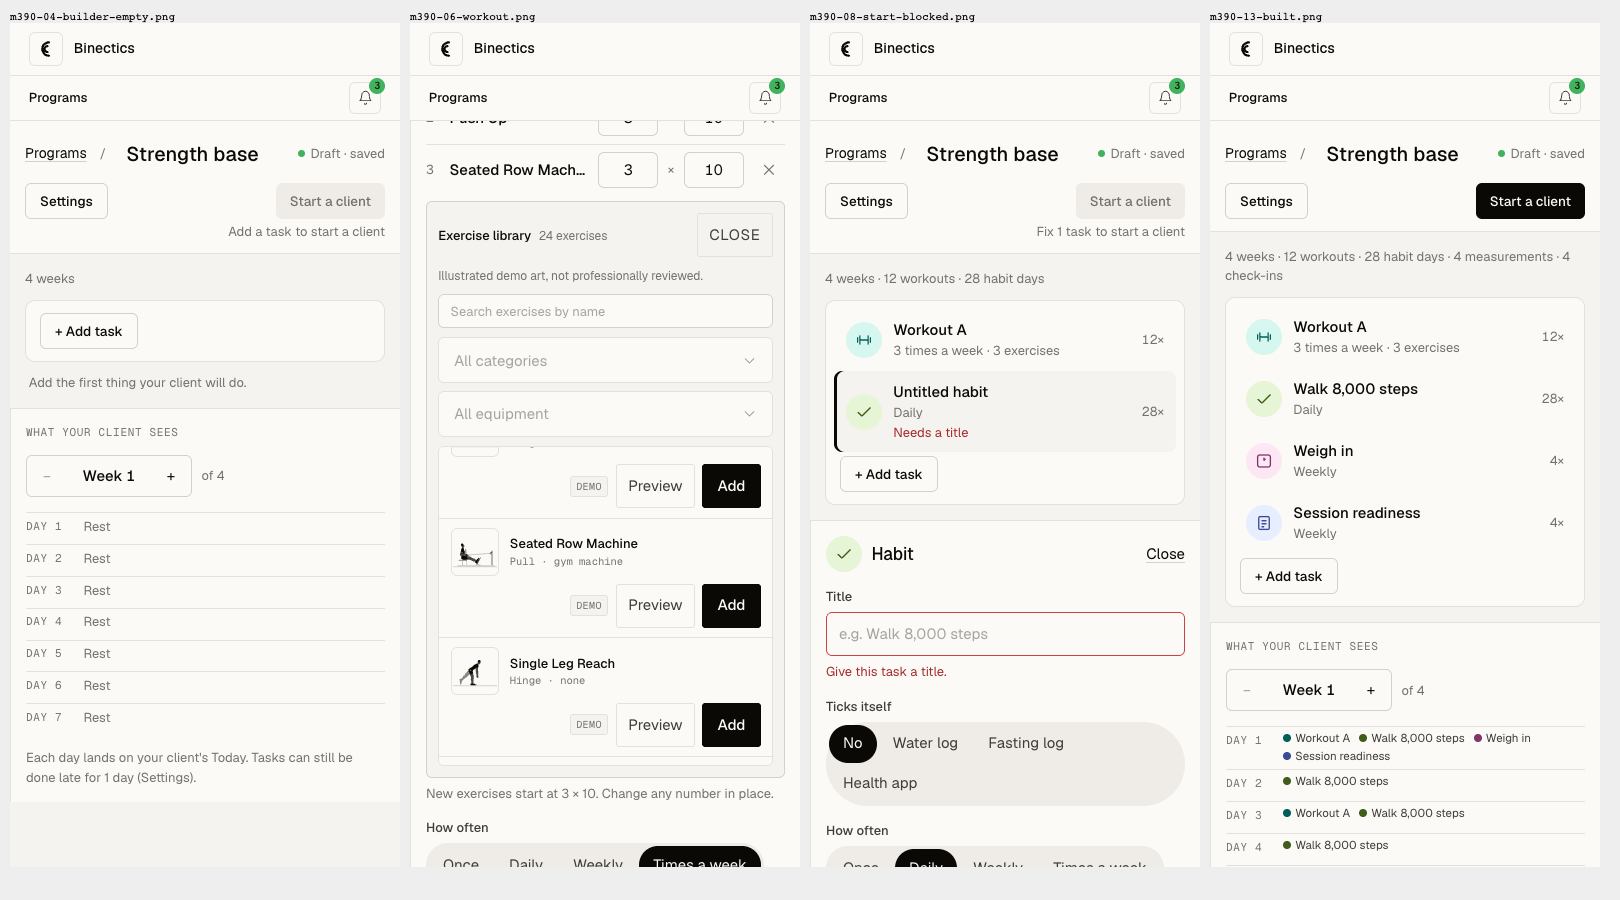 m390-04-builder-empty.png
Binectics
Programs
3
Programs / Strength base
Draft · saved
Settings
Start a client
Add a task to start a client
4 weeks
+ Add task
Add the first thing your client will do.
WHAT YOUR CLIENT SEES
− Week 1 + of 4
DAY 1 Rest
DAY 2 Rest
DAY 3 Rest
DAY 4 Rest
DAY 5 Rest
DAY 6 Rest
DAY 7 Rest
Each day lands on your client's Today. Tasks can still be
done late for 1 day (Settings).
m390-06-workout.png
Binectics
Programs
3
3 Seated Row Mach... 3 × 10
Exercise library 24 exercises
CLOSE
Illustrated demo art, not professionally reviewed.
Search exercises by name
All categories
All equipment
DEMO Preview Add
Seated Row Machine
Pull · gym machine
DEMO Preview Add
Single Leg Reach
Hinge · none
DEMO Preview Add
New exercises start at 3 × 10. Change any number in place.
How often
Once Daily Weekly Times a week
m390-08-start-blocked.png
Binectics
Programs
3
Programs / Strength base
Draft · saved
Settings
Start a client
Fix 1 task to start a client
4 weeks · 12 workouts · 28 habit days
Workout A
3 times a week · 3 exercises
12×
Untitled habit
Daily
28×
Needs a title
+ Add task
Habit
Close
Title
e.g. Walk 8,000 steps
Give this task a title.
Ticks itself
No Water log Fasting log
Health app
How often
Once Daily Weekly Times a week
m390-13-built.png
Binectics
Programs
3
Programs / Strength base
Draft · saved
Settings
Start a client
4 weeks · 12 workouts · 28 habit days · 4 measurements · 4
check-ins
Workout A
3 times a week · 3 exercises
12×
Walk 8,000 steps
Daily
28×
Weigh in
Weekly
4×
Session readiness
Weekly
4×
+ Add task
WHAT YOUR CLIENT SEES
− Week 1 + of 4
DAY 1 Workout A Walk 8,000 steps Weigh in
Session readiness
DAY 2 Walk 8,000 steps
DAY 3 Workout A Walk 8,000 steps
DAY 4 Walk 8,000 steps